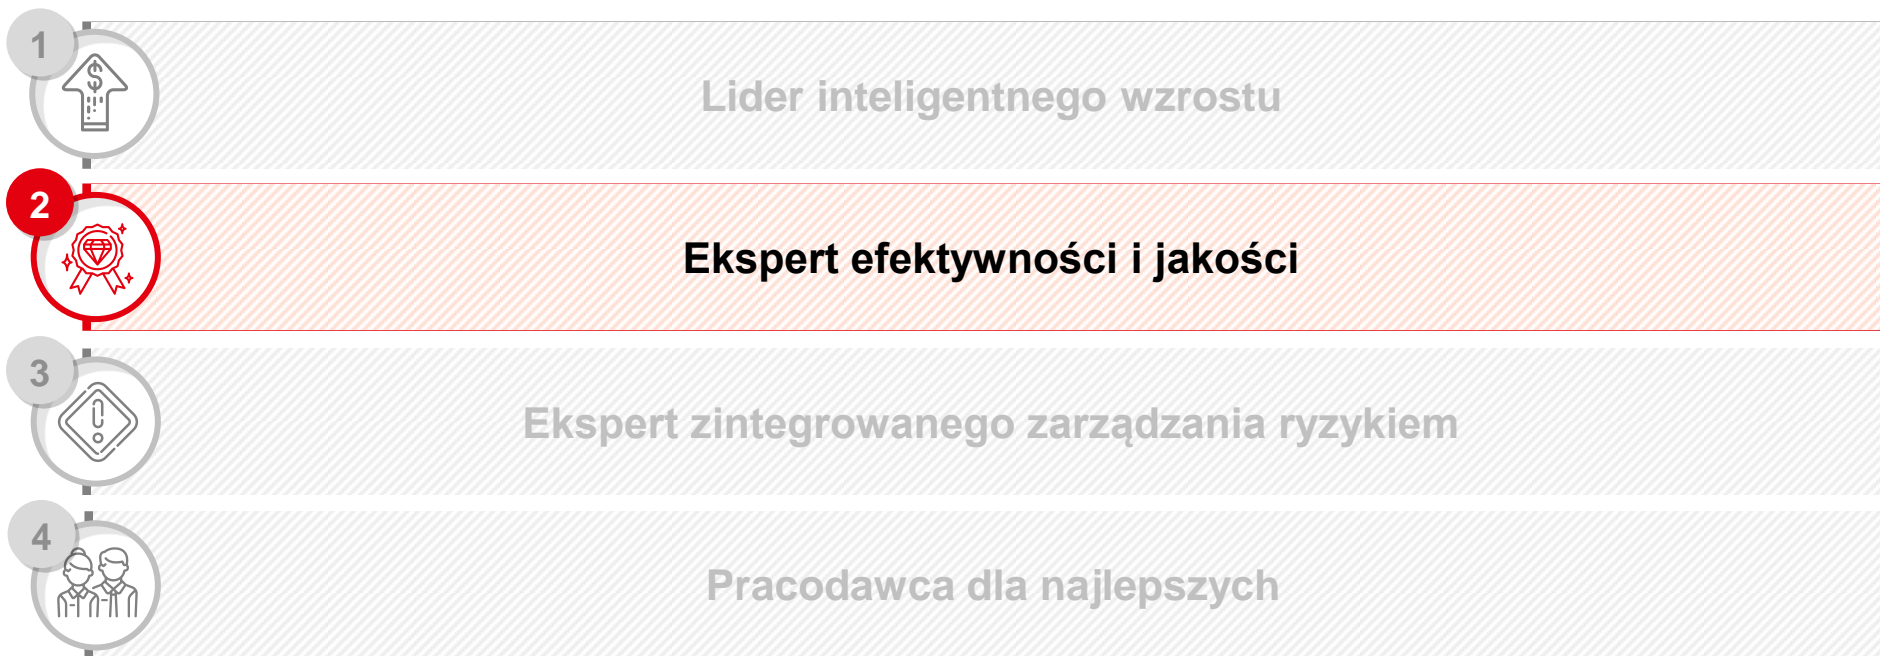 1
Lider inteligentnego wzrostu
2
Ekspert efektywności i jakości
3
Ekspert zintegrowanego zarządzania ryzykiem
4
Pracodawca dla najlepszych